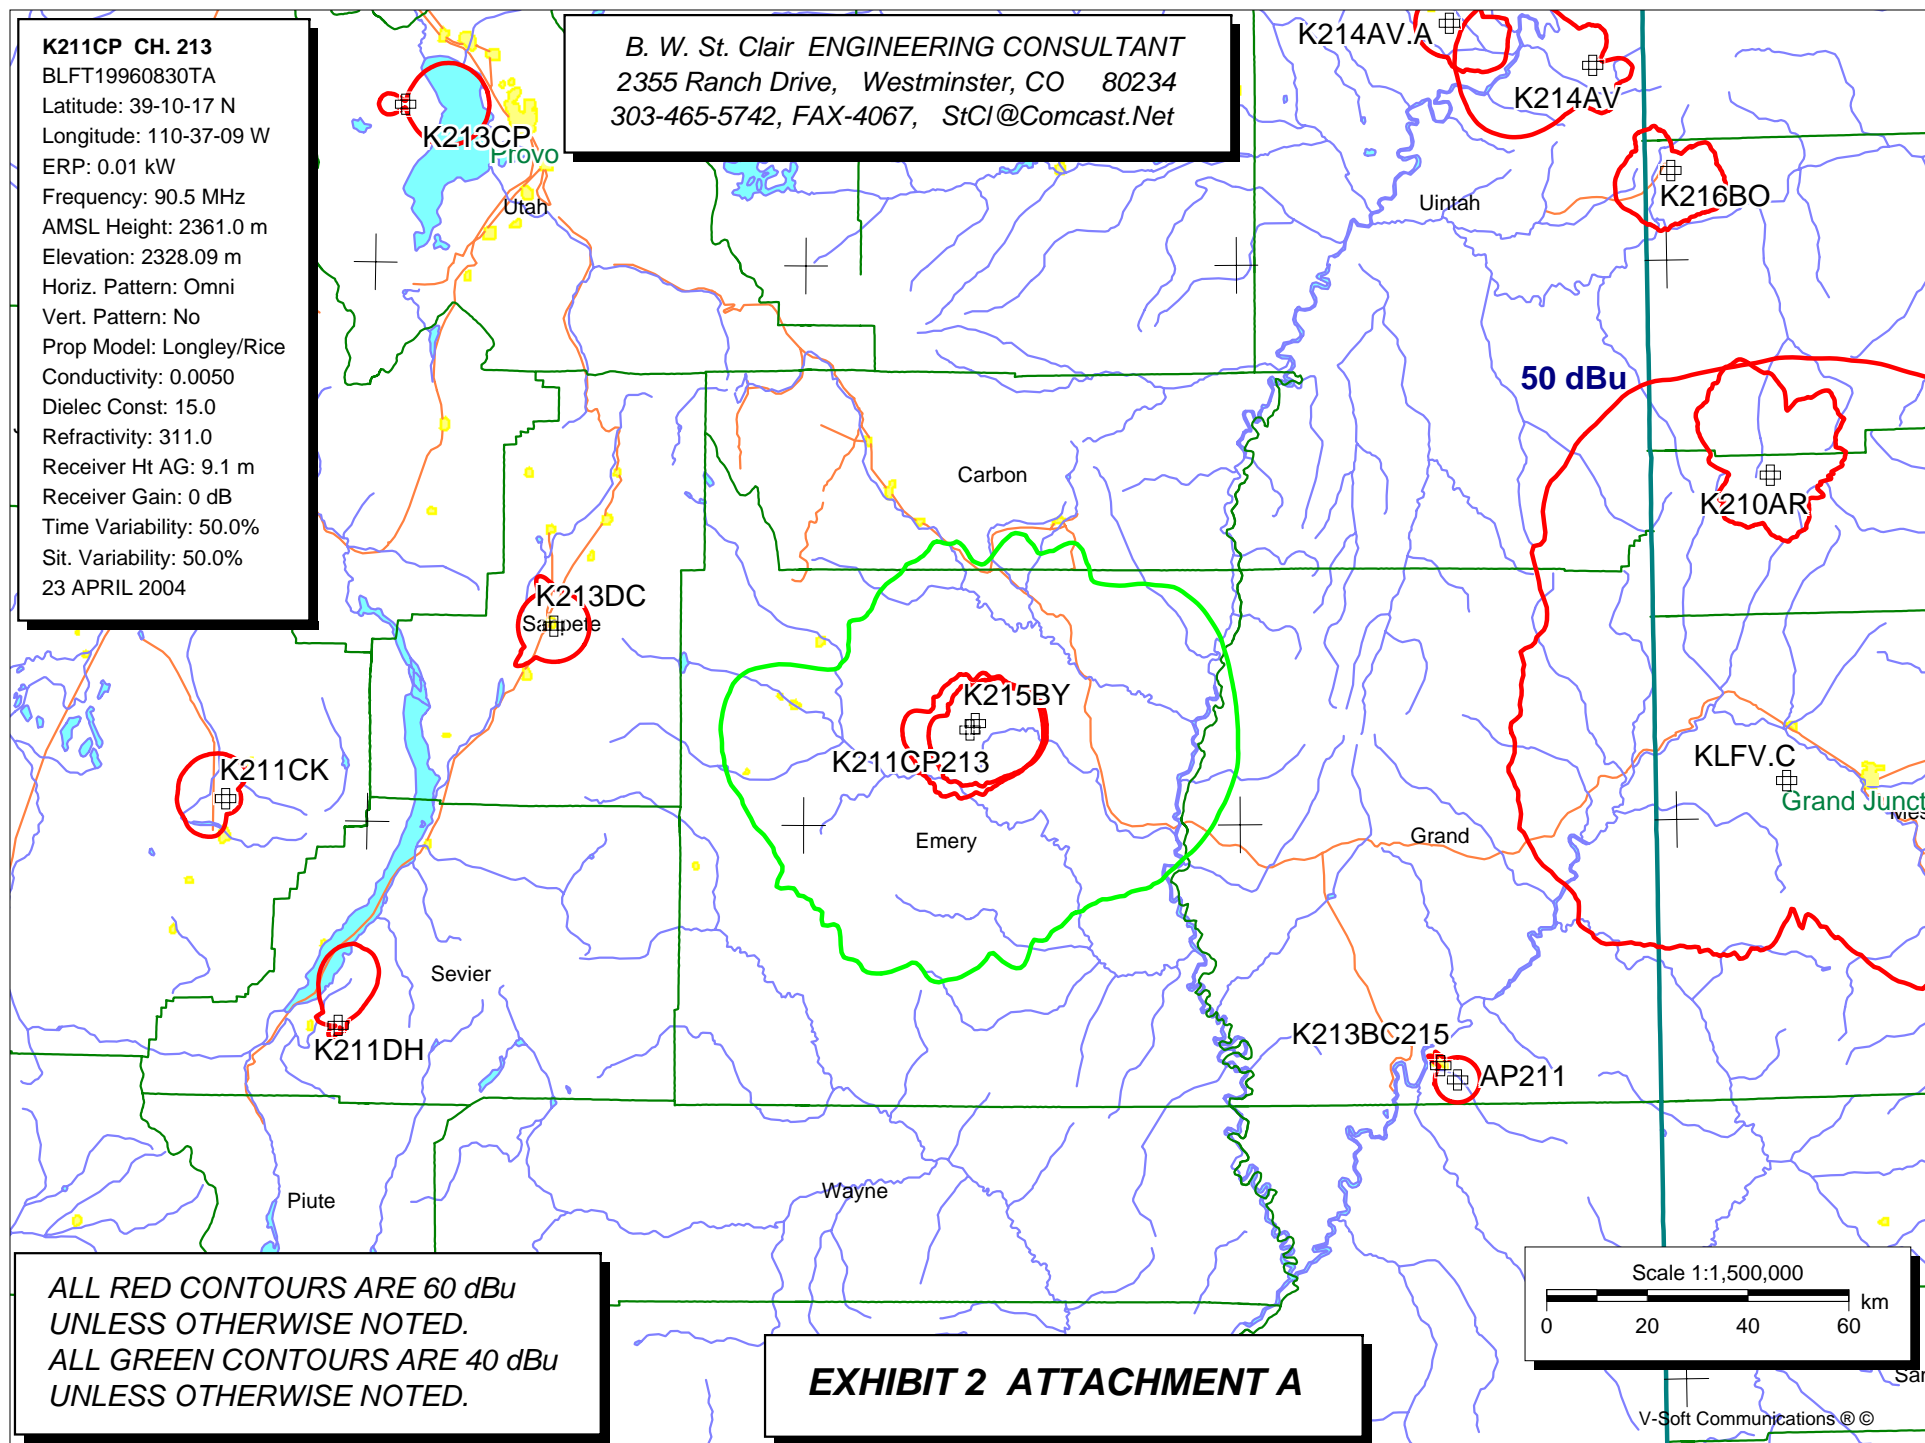 K211CP CH. 213
BLFT19960830TA
Latitude: 39-10-17 N
Longitude: 110-37-09 W
ERP: 0.01 kW
Frequency: 90.5 MHz
AMSL Height: 2361.0 m
Elevation: 2328.09 m
Horiz. Pattern: Omni
Vert. Pattern: No
Prop Model: Longley/Rice
Conductivity: 0.0050
Dielec Const: 15.0
Refractivity: 311.0
Receiver Ht AG: 9.1 m
Receiver Gain: 0 dB
Time Variability: 50.0%
Sit. Variability: 50.0%
23 APRIL 2004
B. W. St. Clair ENGINEERING CONSULTANT
2355 Ranch Drive, Westminster, CO 80234
303-465-5742, FAX-4067, StCl@Comcast.Net
K214AV.A
K214AV
K213CP
Provo
Utah
Uintah
K216BO
50 dBu
Carbon
K210AR
K213DC
Sanpete
K215BY
K211CP213
K211CK
KLFV.C
Grand Junct
Mes
Emery
Grand
Sevier
K211DH
K213BC215
AP211
Piute
Wayne
ALL RED CONTOURS ARE 60 dBu
UNLESS OTHERWISE NOTED.
ALL GREEN CONTOURS ARE 40 dBu
UNLESS OTHERWISE NOTED.
EXHIBIT 2 ATTACHMENT A
Scale 1:1,500,000
km
0 20 40 60
San
V-Soft Communications ® ©